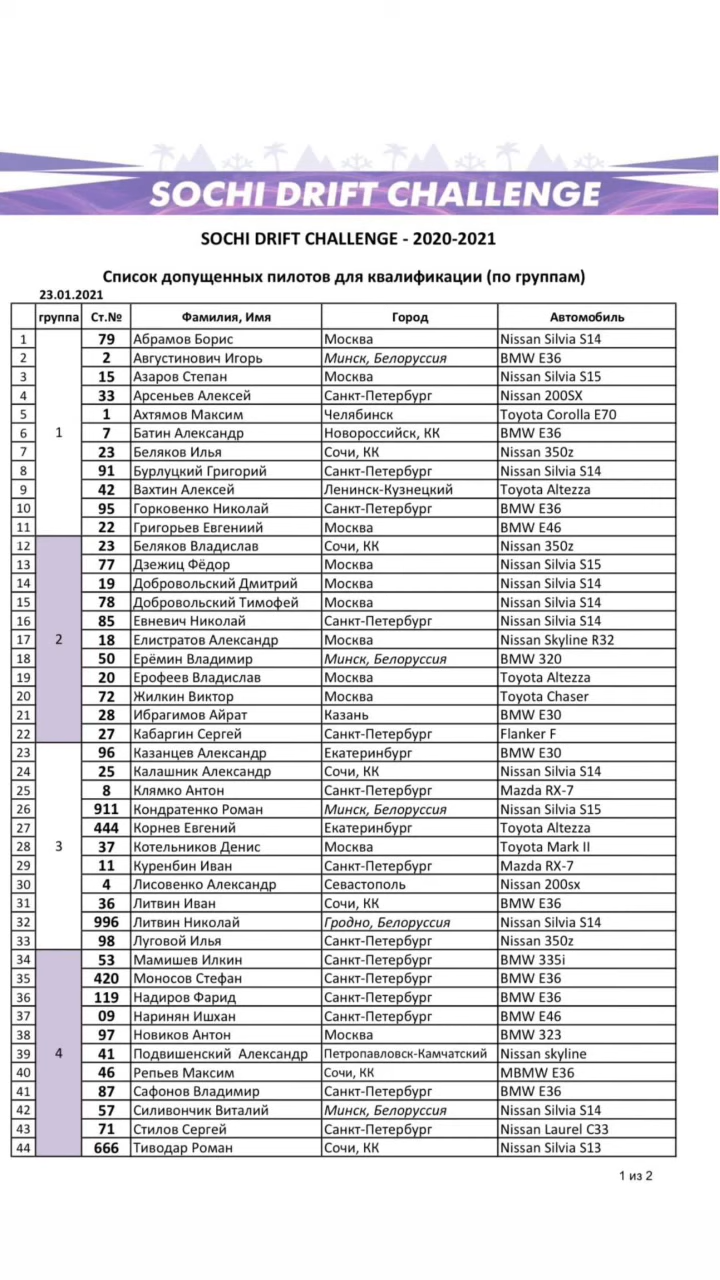 SOCHI DRIFT CHALLENGE
SOCHI DRIFT CHALLENGE - 2020-2021
Список допущенных пилотов для квалификации (по группам)
23.01.2021
группа Ст.№ Фамилия, Имя Город Автомобиль
1 79 Абрамов Борис Москва Nissan Silvia S14
2 2 Августинович Игорь Минск, Белоруссия BMW E36
3 15 Азаров Степан Москва Nissan Silvia S15
4 33 Арсеньев Алексей Санкт-Петербург Nissan 200SX
5 1 Ахтямов Максим Челябинск Toyota Corolla E70
6 1 7 Батин Александр Новороссийск, КК BMW E36
7 23 Беляков Илья Сочи, КК Nissan 350z
8 91 Бурлуцкий Григорий Санкт-Петербург Nissan Silvia S14
9 42 Вахтин Алексей Ленинск-Кузнецкий Toyota Altezza
10 95 Горковенко Николай Санкт-Петербург BMW E36
11 22 Григорьев Евгениий Москва BMW E46
12 23 Беляков Владислав Сочи, КК Nissan 350z
13 77 Дзежиц Фёдор Москва Nissan Silvia S15
14 19 Добровольский Дмитрий Москва Nissan Silvia S14
15 78 Добровольский Тимофей Москва Nissan Silvia S14
16 85 Евневич Николай Санкт-Петербург Nissan Silvia S14
17 2 18 Елистратов Александр Москва Nissan Skyline R32
18 50 Ерёмин Владимир Минск, Белоруссия BMW 320
19 20 Ерофеев Владислав Москва Toyota Altezza
20 72 Жилкин Виктор Москва Toyota Chaser
21 28 Ибрагимов Айрат Казань BMW E30
22 27 Кабаргин Сергей Санкт-Петербург Flanker F
23 96 Казанцев Александр Екатеринбург BMW E30
24 25 Калашник Александр Сочи, КК Nissan Silvia S14
25 8 Клямко Антон Санкт-Петербург Mazda RX-7
26 911 Кондратенко Роман Минск, Белоруссия Nissan Silvia S15
27 444 Корнев Евгений Екатеринбург Toyota Altezza
28 3 37 Котельников Денис Москва Toyota Mark II
29 11 Куренбин Иван Санкт-Петербург Mazda RX-7
30 4 Лисовенко Александр Севастополь Nissan 200sx
31 36 Литвин Иван Сочи, КК BMW E36
32 996 Литвин Николай Гродно, Белоруссия Nissan Silvia S14
33 98 Луговой Илья Санкт-Петербург Nissan 350z
34 53 Мамишев Илкин Санкт-Петербург BMW 335i
35 420 Моносов Стефан Санкт-Петербург BMW E36
36 119 Надиров Фарид Санкт-Петербург BMW E36
37 09 Наринян Ишхан Санкт-Петербург BMW E46
38 97 Новиков Антон Москва BMW 323
39 4 41 Подвишенский Александр Петропавловск-Камчатский Nissan skyline
40 46 Репьев Максим Сочи, КК MBMW E36
41 87 Сафонов Владимир Санкт-Петербург BMW E36
42 57 Силивончик Виталий Минск, Белоруссия Nissan Silvia S14
43 71 Стилов Сергей Санкт-Петербург Nissan Laurel C33
44 666 Тиводар Роман Сочи, КК Nissan Silvia S13
1 из 2